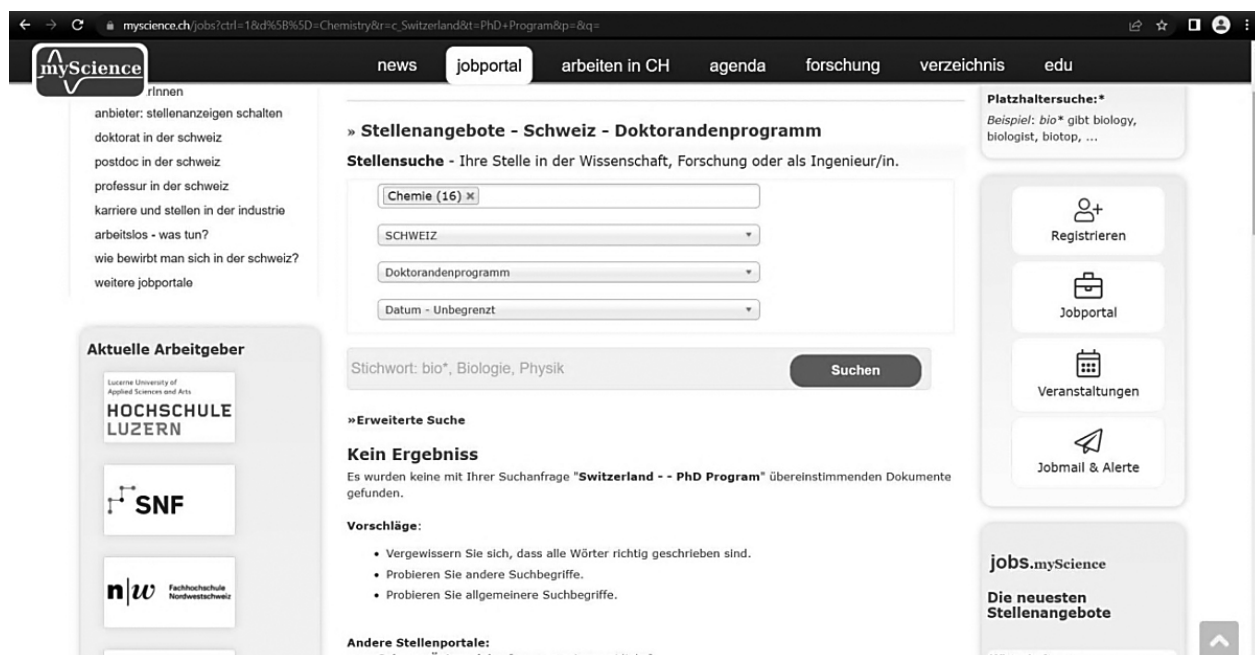 myscience.ch/jobs?ctrl=1&d%5B%5D=Chemistry&r=c_Switzerland&t=PhD+Program&p=&q=
myScience
news
jobportal
arbeiten in CH
agenda
forschung
verzeichnis
edu
rInnen
anbieter: stellenanzeigen schalten
doktorat in der schweiz
postdoc in der schweiz
professur in der schweiz
karriere und stellen in der industrie
arbeitslos - was tun?
wie bewirbt man sich in der schweiz?
weitere jobportale
Aktuelle Arbeitgeber
Lucerne University of
Applied Sciences and Arts
HOCHSCHULE
LUZERN
SNF
n|w Fachhochschule
Nordwestschweiz
» Stellenangebote - Schweiz - Doktorandenprogramm
Stellensuche - Ihre Stelle in der Wissenschaft, Forschung oder als Ingenieur/in.
Chemie (16) ×
SCHWEIZ
Doktorandenprogramm
Datum - Unbegrenzt
Stichwort: bio*, Biologie, Physik
Suchen
»Erweiterte Suche
Kein Ergebniss
Es wurden keine mit Ihrer Suchanfrage "Switzerland - - PhD Program" übereinstimmenden Dokumente
gefunden.
Vorschläge:
• Vergewissern Sie sich, dass alle Wörter richtig geschrieben sind.
• Probieren Sie andere Suchbegriffe.
• Probieren Sie allgemeinere Suchbegriffe.
Andere Stellenportale:
Platzhaltersuche:*
Beispiel: bio* gibt biology,
biologist, biotop, ...
Registrieren
Jobportal
Veranstaltungen
Jobmail & Alerte
jobs.myScience
Die neuesten
Stellenangebote